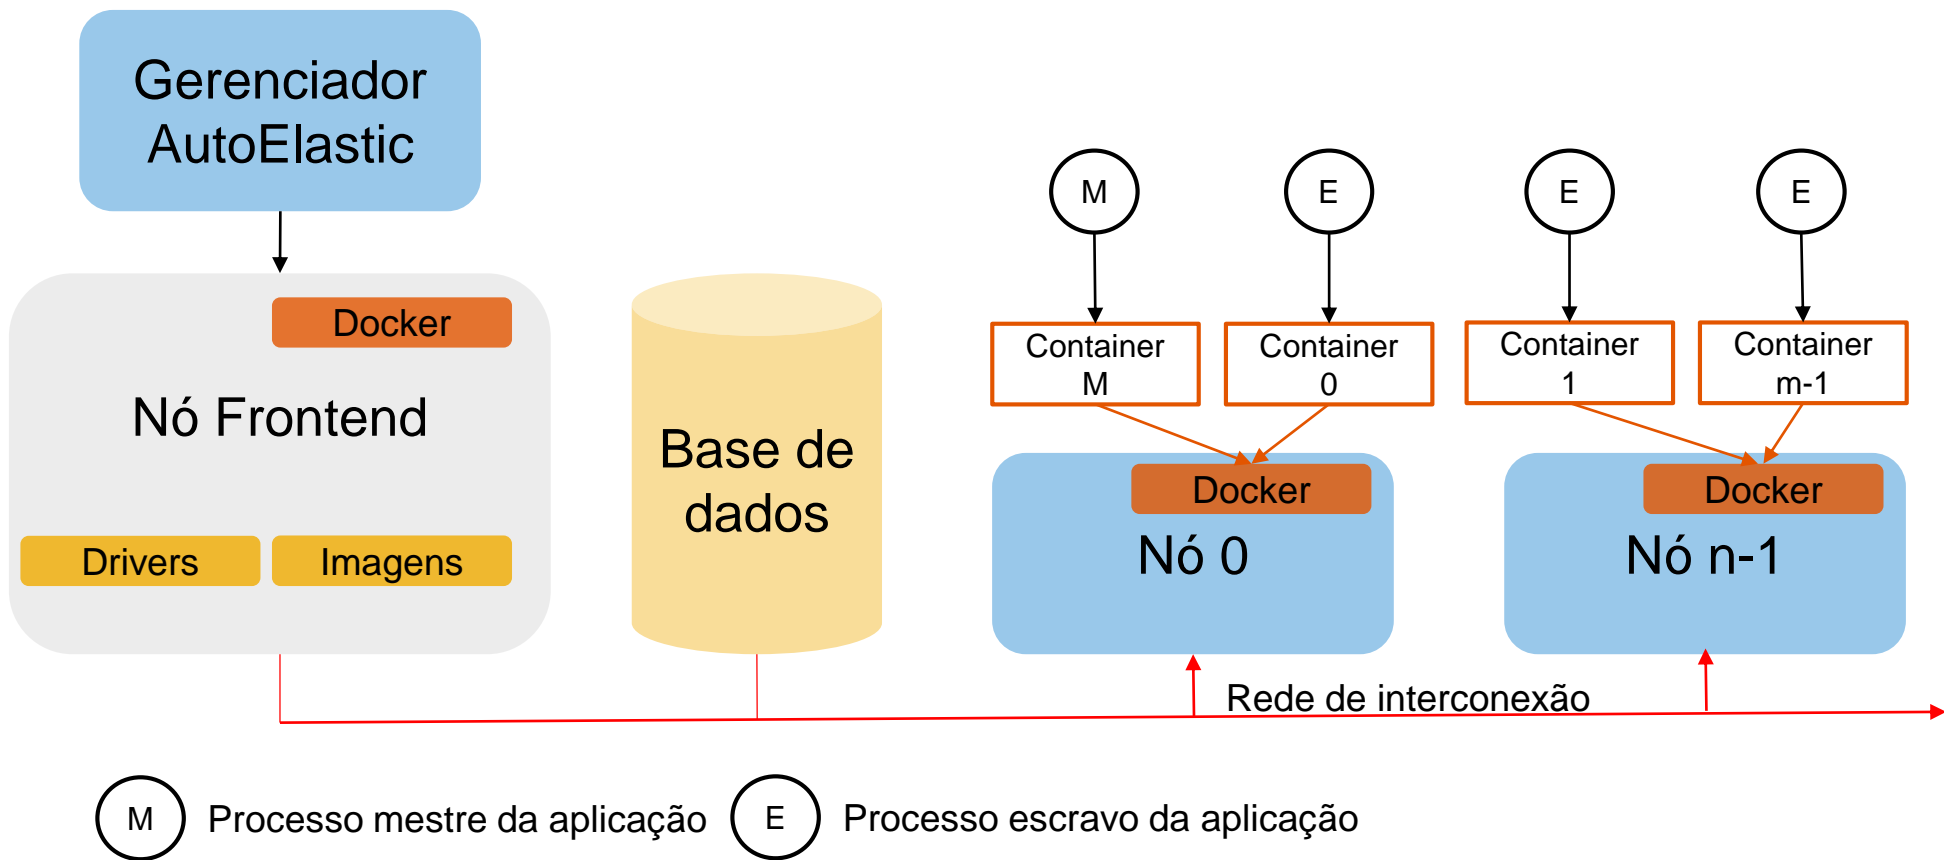 Gerenciador
AutoElastic
Docker
Nó Frontend
Drivers
Imagens
Base de
dados
M
E
E
E
Container
M
Container
0
Container
1
Container
m-1
Docker
Nó 0
Docker
Nó n-1
Rede de interconexão
M
Processo mestre da aplicação
E
Processo escravo da aplicação